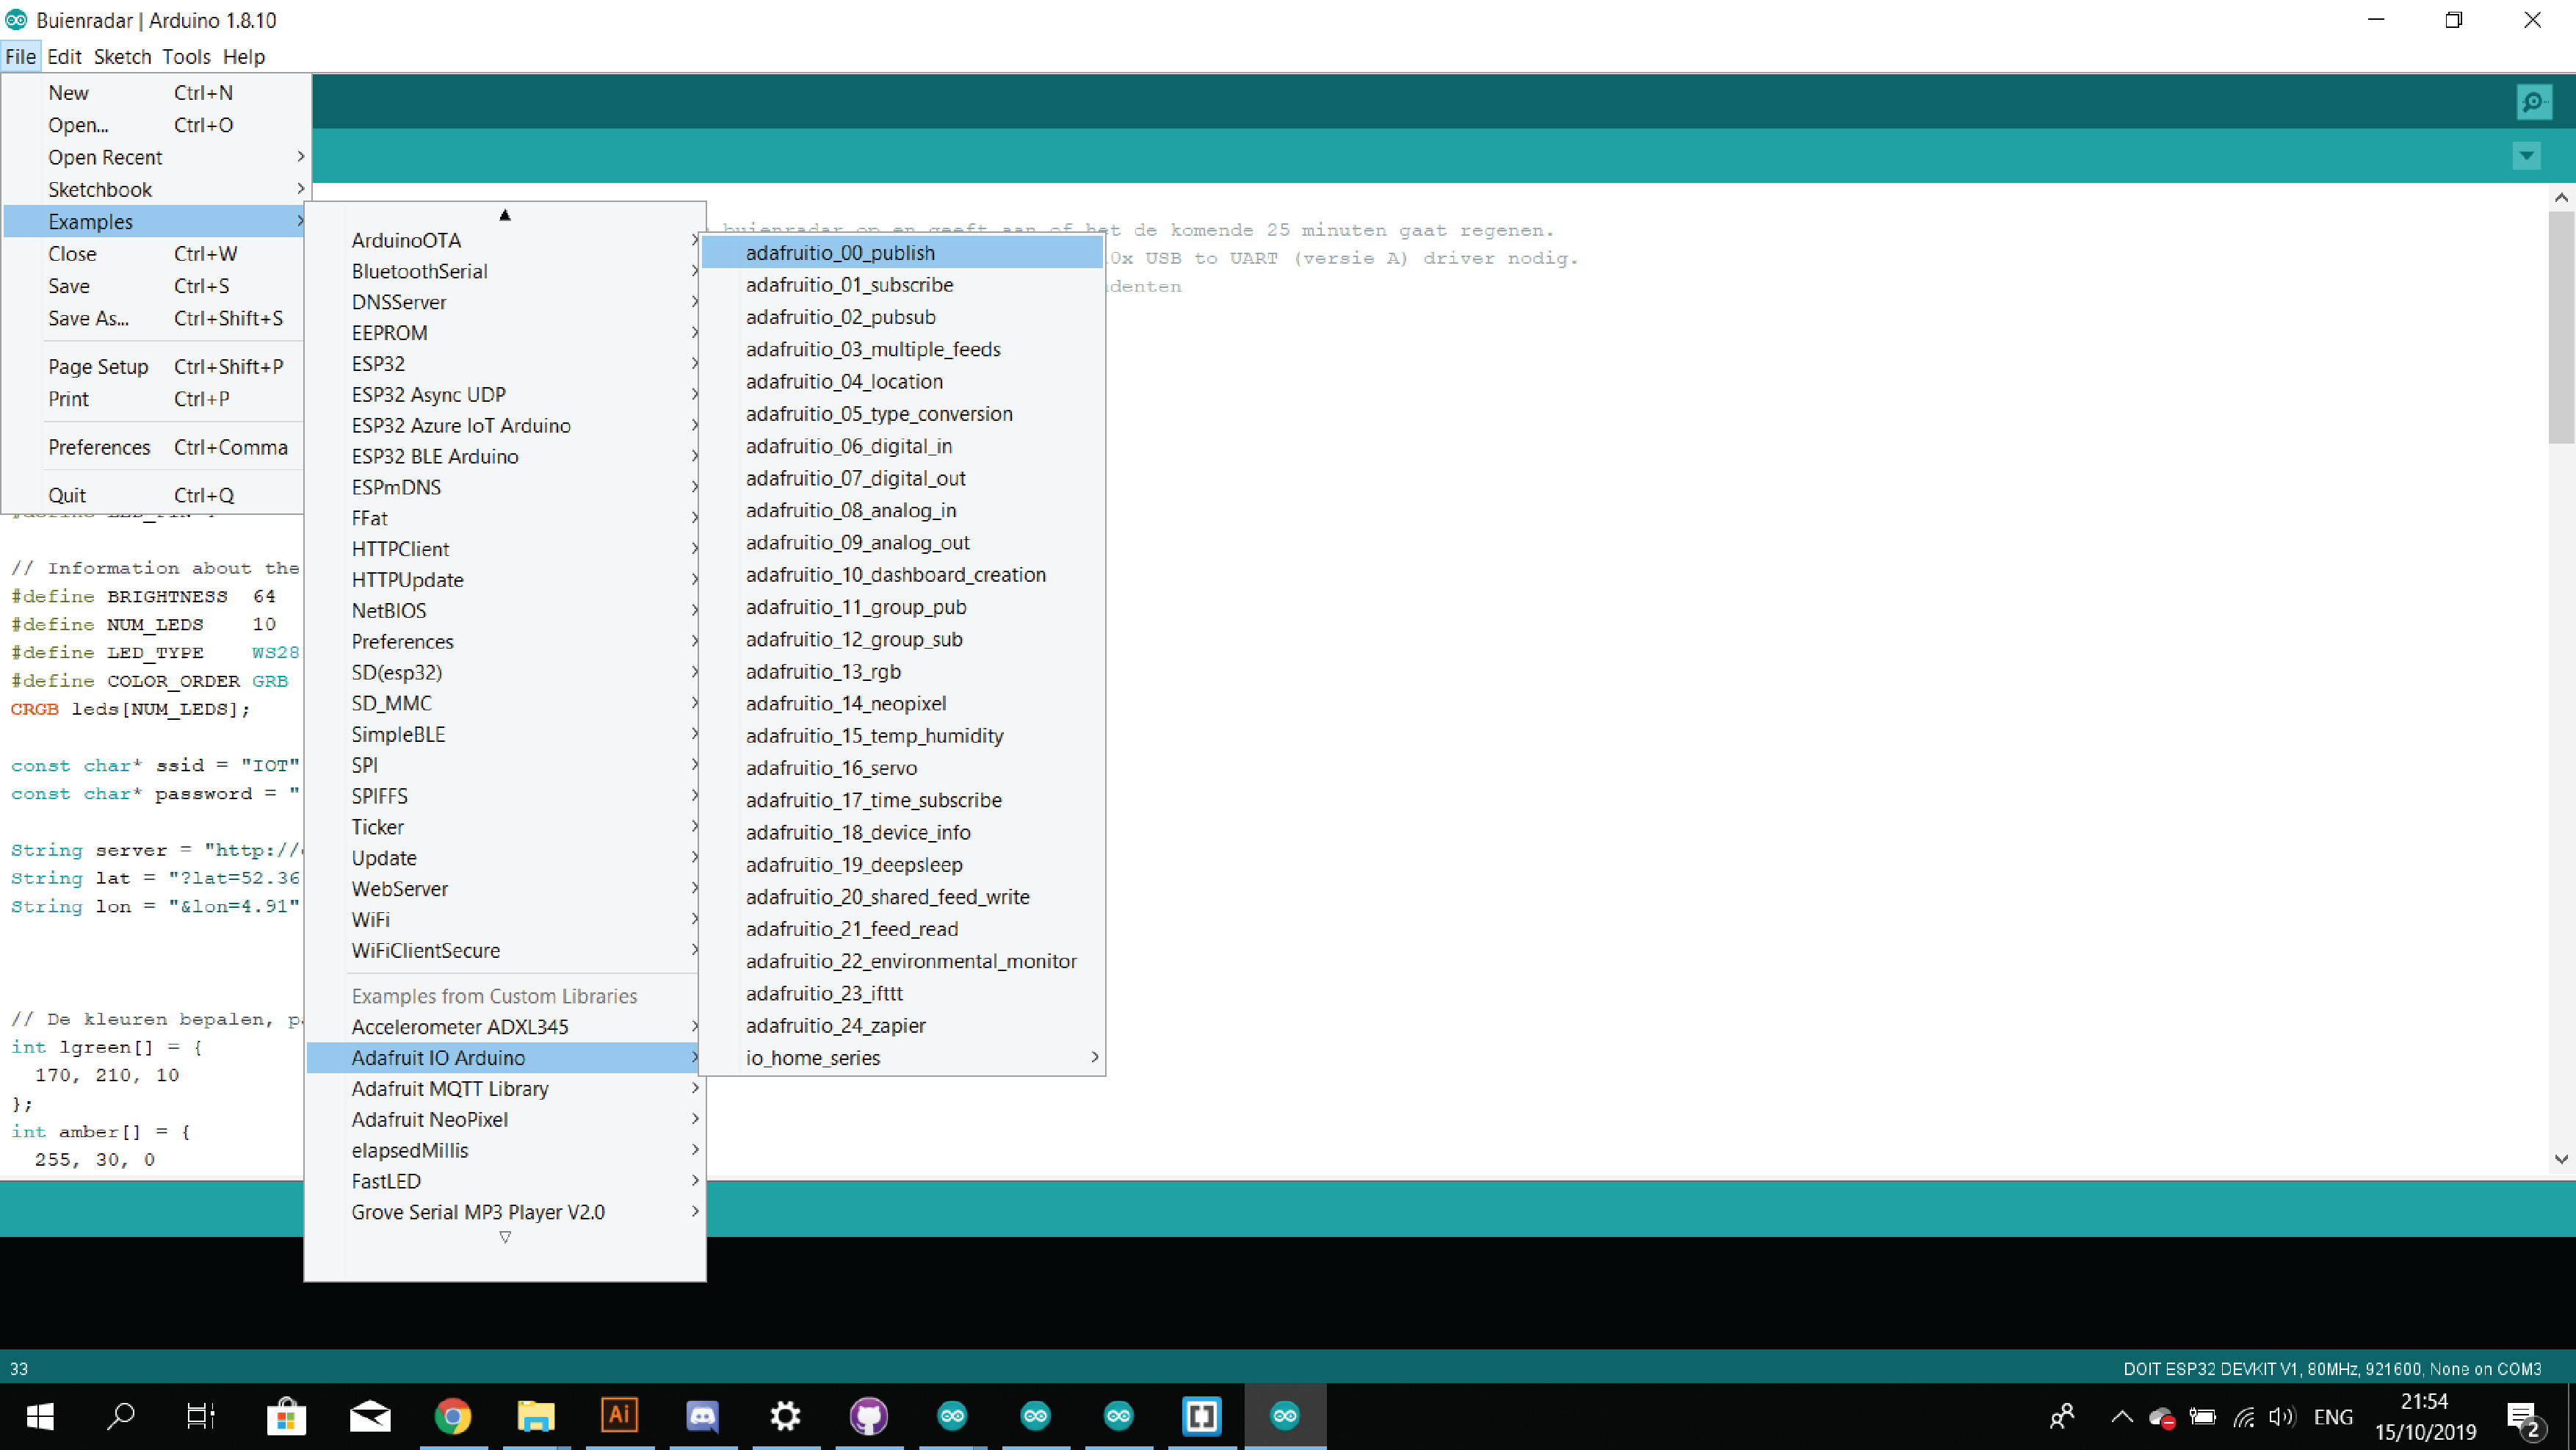 Buienradar | Arduino 1.8.10
File Edit Sketch Tools Help
New Ctrl+N
Open... Ctrl+O
Open Recent
Sketchbook
Examples
Close Ctrl+W
Save Ctrl+S
Save As... Ctrl+Shift+S
Page Setup Ctrl+Shift+P
Print Ctrl+P
Preferences Ctrl+Comma
Quit Ctrl+Q
ArduinoOTA
BluetoothSerial
DNSServer
EEPROM
ESP32
ESP32 Async UDP
ESP32 Azure IoT Arduino
ESP32 BLE Arduino
ESPmDNS
FFat
HTTPClient
HTTPUpdate
NetBIOS
Preferences
SD(esp32)
SD_MMC
SimpleBLE
SPI
SPIFFS
Ticker
Update
WebServer
WiFi
WiFiClientSecure
Examples from Custom Libraries
Accelerometer ADXL345
Adafruit IO Arduino
Adafruit MQTT Library
Adafruit NeoPixel
elapsedMillis
FastLED
Grove Serial MP3 Player V2.0
adafruitio_00_publish
adafruitio_01_subscribe
adafruitio_02_pubsub
adafruitio_03_multiple_feeds
adafruitio_04_location
adafruitio_05_type_conversion
adafruitio_06_digital_in
adafruitio_07_digital_out
adafruitio_08_analog_in
adafruitio_09_analog_out
adafruitio_10_dashboard_creation
adafruitio_11_group_pub
adafruitio_12_group_sub
adafruitio_13_rgb
adafruitio_14_neopixel
adafruitio_15_temp_humidity
adafruitio_16_servo
adafruitio_17_time_subscribe
adafruitio_18_device_info
adafruitio_19_deepsleep
adafruitio_20_shared_feed_write
adafruitio_21_feed_read
adafruitio_22_environmental_monitor
adafruitio_23_ifttt
adafruitio_24_zapier
io_home_series
buienradar op en geeft aan of het de komende 25 minuten gaat regenen.
0x USB to UART (versie A) driver nodig.
denten
// Information about the
#define BRIGHTNESS 64
#define NUM_LEDS 10
#define LED_TYPE WS28
#define COLOR_ORDER GRB
CRGB leds[NUM_LEDS];
const char* ssid = "IOT"
const char* password = "
String server = "http://
String lat = "?lat=52.36
String lon = "&lon=4.91"
// De kleuren bepalen, p
int lgreen[] = {
170, 210, 10
};
int amber[] = {
255, 30, 0
33
DOIT ESP32 DEVKIT V1, 80MHz, 921600, None on COM3
Ai
ENG
21:54
15/10/2019
2